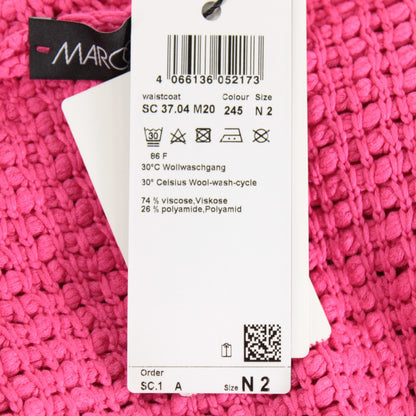 MARC
4 066136 052173
waistcoat Colour Size
SC 37.04 M20 245 N 2
30
86 F
30°C Wollwaschgang
30° Celsius Wool-wash-cycle
74 % viscose,Viskose
26 % polyamide,Polyamid
Order
SC.1 A Size N 2